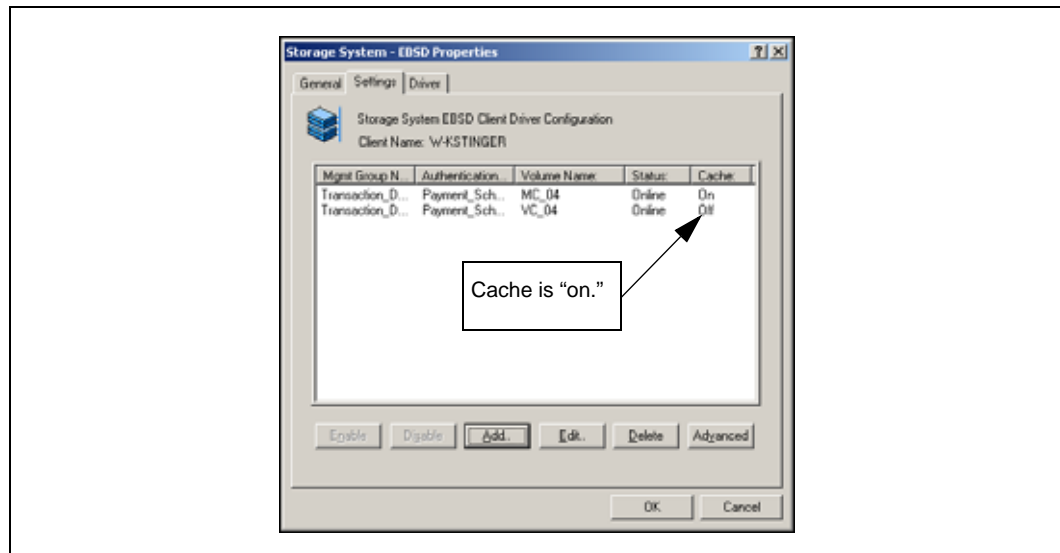 Storage System - EBSD Properties
General Settings Driver
Storage System EBSD Client Driver Configuration
Client Name: W-KSTINGER
Mgmt Group N... Authentication... Volume Name: Status: Cache:
Transaction_D... Payment_Sch... MC_04 Online On
Transaction_D... Payment_Sch... VC_04 Online Off
Cache is “on.”
Enable Disable Add.. Edit.. Delete Advanced
OK Cancel